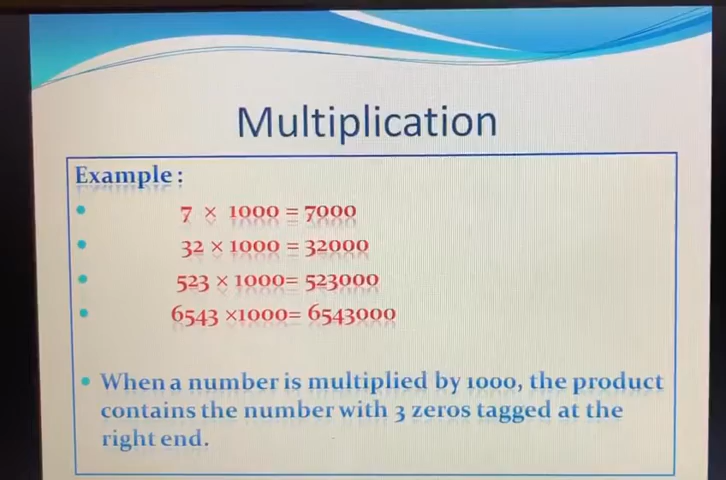 Multiplication
Example:
• 7 × 1000 = 7000
• 32 × 1000 = 32000
• 523 × 1000= 523000
• 6543 ×1000= 6543000
• When a number is multiplied by 1000, the product
contains the number with 3 zeros tagged at the
right end.